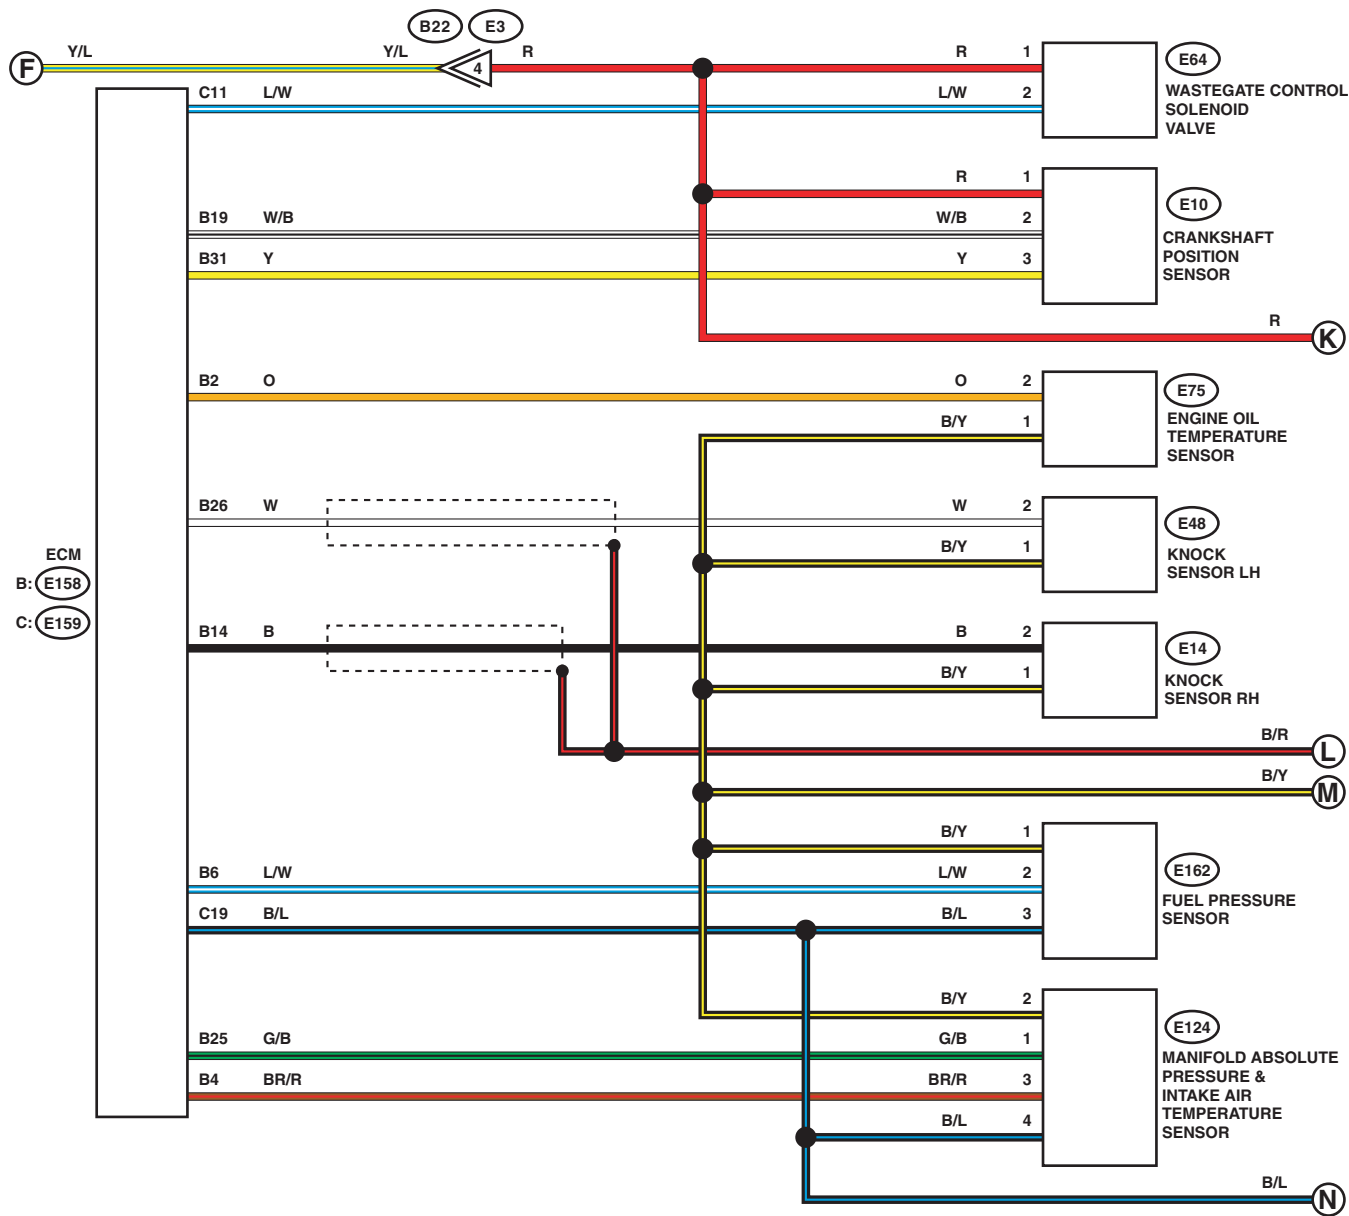 B22 E3
F Y/L Y/L 4 R R 1 E64
WASTEGATE CONTROL
SOLENOID
VALVE
C11 L/W L/W 2
R 1 E10
CRANKSHAFT
POSITION
SENSOR
B19 W/B W/B 2
B31 Y Y 3
R K
B2 O O 2 E75
ENGINE OIL
TEMPERATURE
SENSOR
B/Y 1
B26 W W 2 E48
KNOCK
SENSOR LH
B/Y 1
ECM
B: E158
C: E159
B14 B B 2 E14
KNOCK
SENSOR RH
B/Y 1
B/R L
B/Y M
B/Y 1 E162
FUEL PRESSURE
SENSOR
B6 L/W L/W 2
C19 B/L B/L 3
B/Y 2 E124
MANIFOLD ABSOLUTE
PRESSURE &
INTAKE AIR
TEMPERATURE
SENSOR
B25 G/B G/B 1
B4 BR/R BR/R 3
B/L 4
B/L N